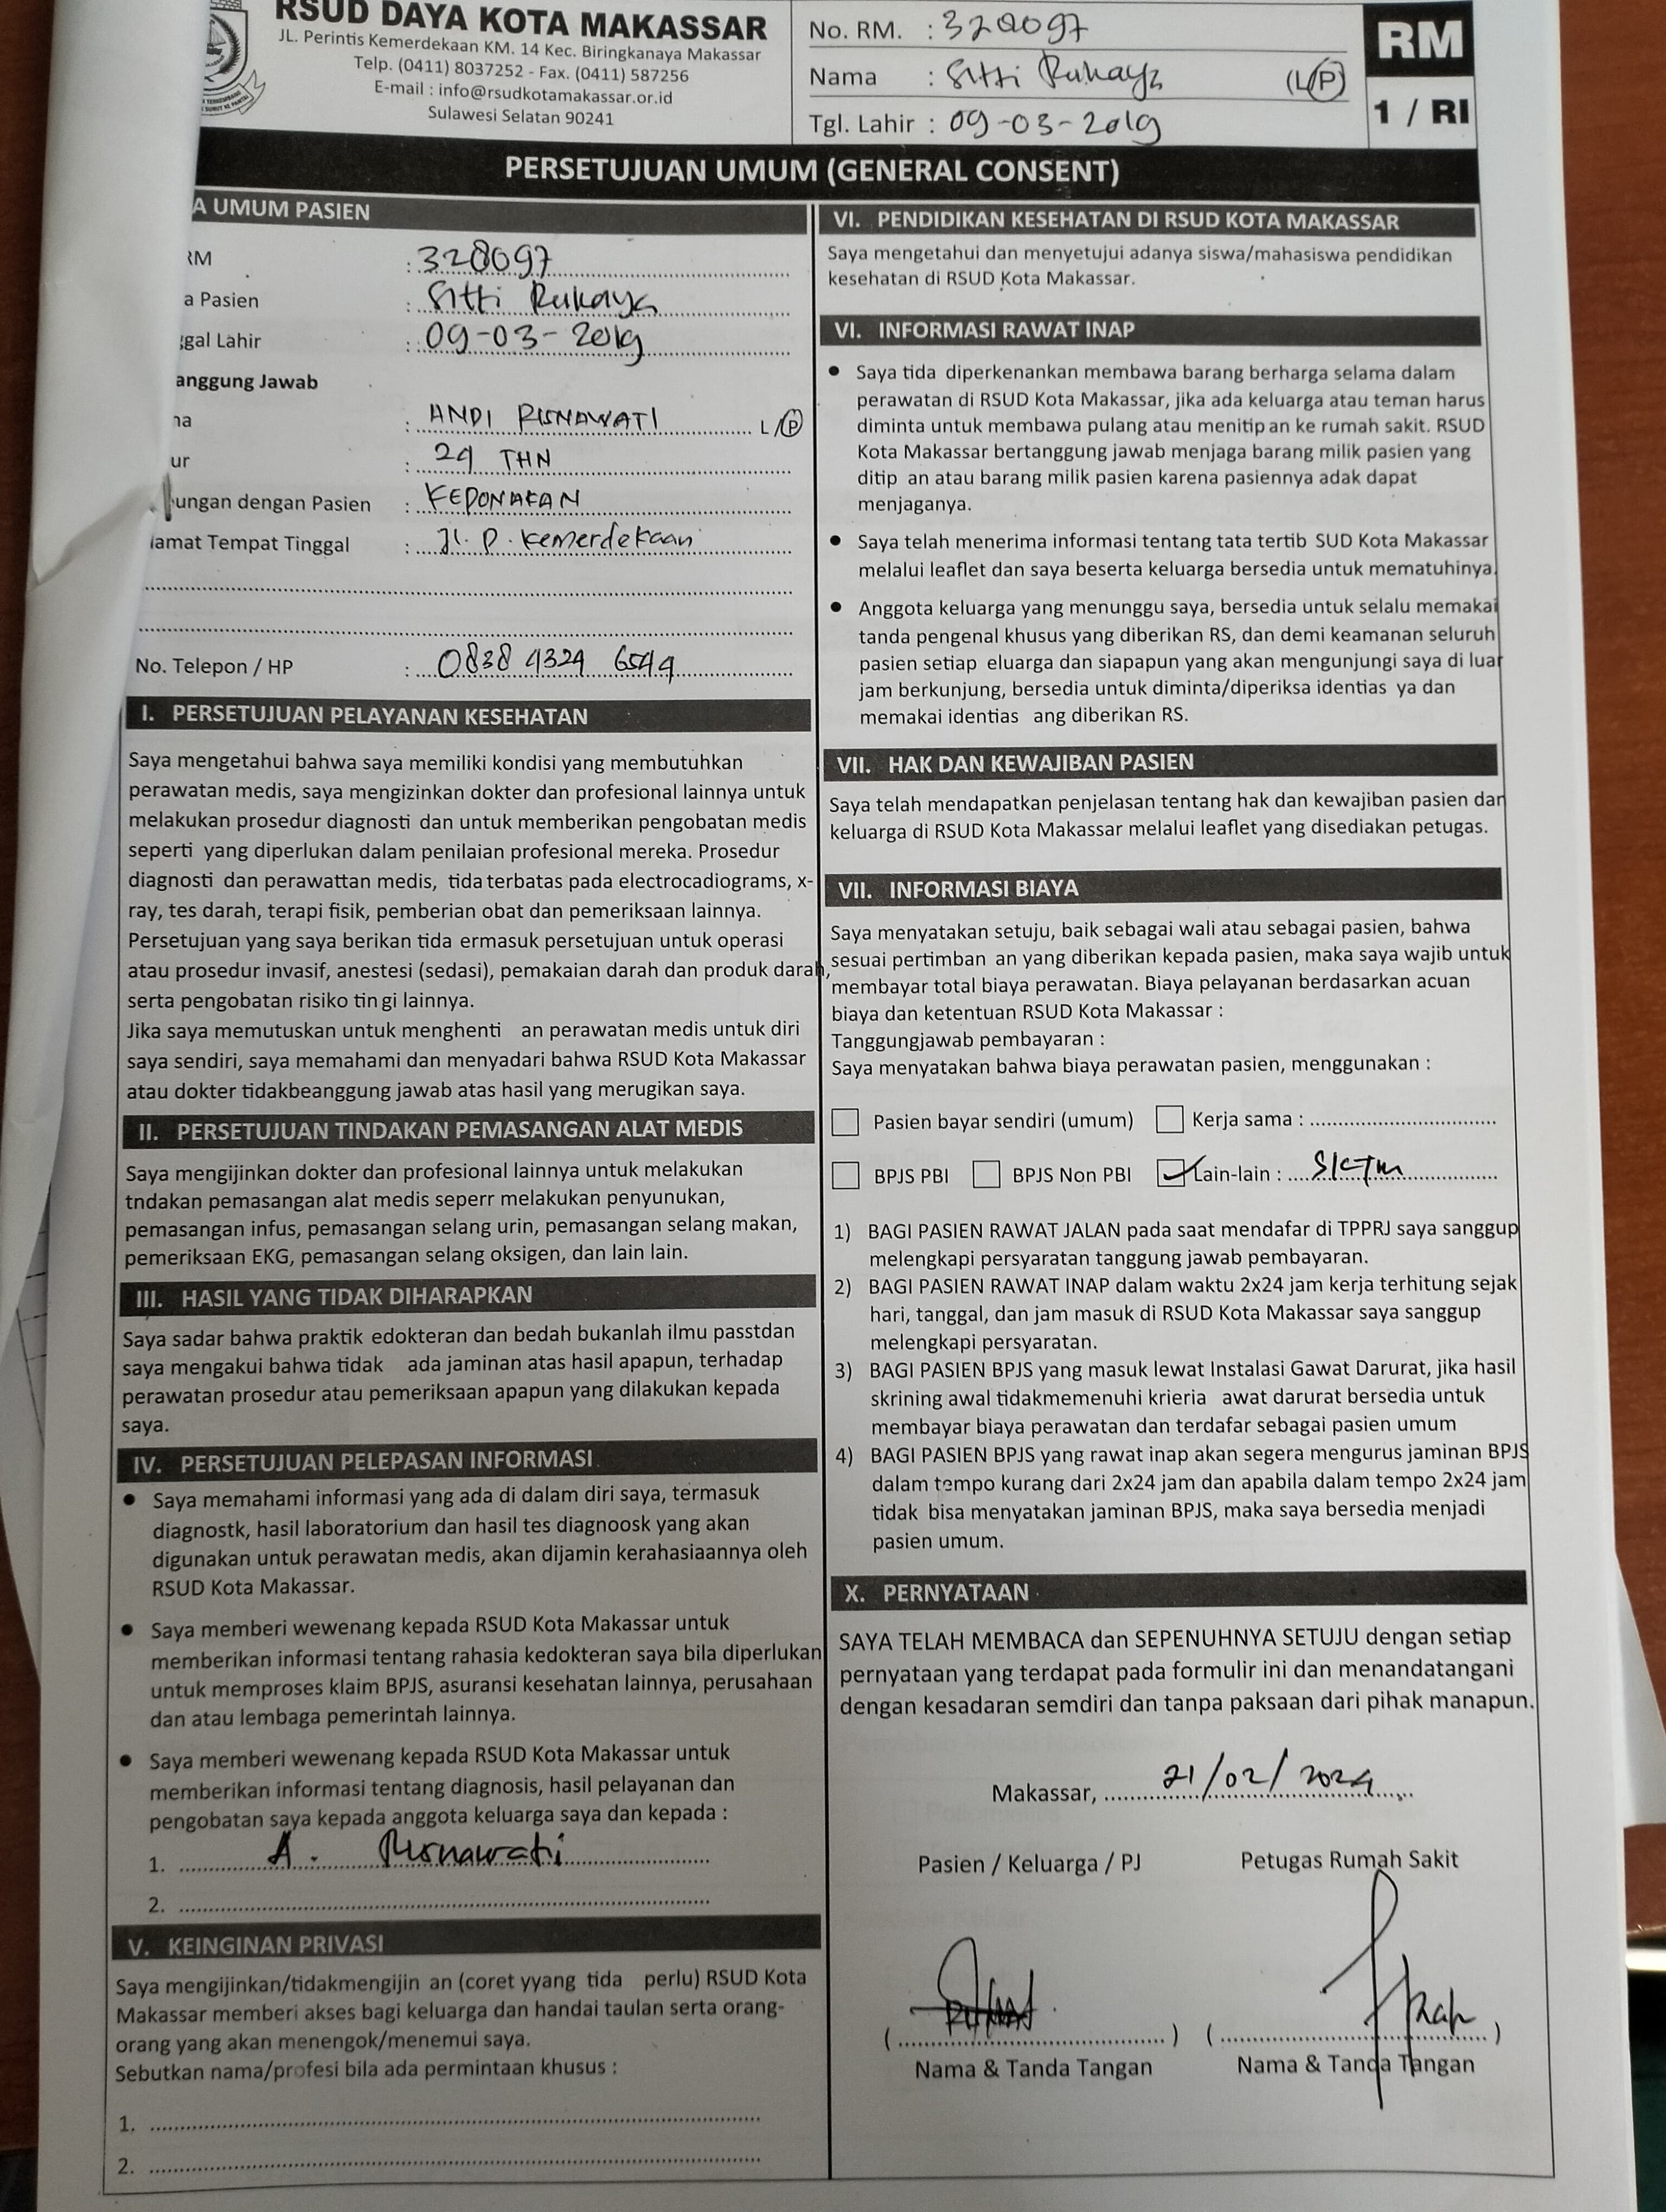 RSUD DAYA KOTA MAKASSAR
JL. Perintis Kemerdekaan KM. 14 Kec. Biringkanaya Makassar
Telp. (0411) 8037252 - Fax. (0411) 587256
E-mail : info@rsudkotamakassar.or.id
Sulawesi Selatan 90241
No. RM. : 328097
Nama : Sitti Rukaya (L/P)
Tgl. Lahir : 09-03-2019
RM
1 / RI
PERSETUJUAN UMUM (GENERAL CONSENT)
A UMUM PASIEN
RM : 328097
a Pasien : Sitti Rukaya
ggal Lahir : 09-03-2019
anggung Jawab
na : ANDI RISNAWATI L/P
ur : 29 THN
ungan dengan Pasien : KEPONAKAN
lamat Tempat Tinggal : Jl. P. Kemerdekaan
No. Telepon / HP : 0838 4324 6544
I. PERSETUJUAN PELAYANAN KESEHATAN
Saya mengetahui bahwa saya memiliki kondisi yang membutuhkan
perawatan medis, saya mengizinkan dokter dan profesional lainnya untuk
melakukan prosedur diagnosti dan untuk memberikan pengobatan medis
seperti yang diperlukan dalam penilaian profesional mereka. Prosedur
diagnosti dan perawattan medis, tida terbatas pada electrocadiograms, x-
ray, tes darah, terapi fisik, pemberian obat dan pemeriksaan lainnya.
Persetujuan yang saya berikan tida ermasuk persetujuan untuk operasi
atau prosedur invasif, anestesi (sedasi), pemakaian darah dan produk darah,
serta pengobatan risiko tin gi lainnya.
Jika saya memutuskan untuk menghenti an perawatan medis untuk diri
saya sendiri, saya memahami dan menyadari bahwa RSUD Kota Makassar
atau dokter tidakbeanggung jawab atas hasil yang merugikan saya.
II. PERSETUJUAN TINDAKAN PEMASANGAN ALAT MEDIS
Saya mengijinkan dokter dan profesional lainnya untuk melakukan
tndakan pemasangan alat medis seperr melakukan penyunukan,
pemasangan infus, pemasangan selang urin, pemasangan selang makan,
pemeriksaan EKG, pemasangan selang oksigen, dan lain lain.
III. HASIL YANG TIDAK DIHARAPKAN
Saya sadar bahwa praktik edokteran dan bedah bukanlah ilmu passtdan
saya mengakui bahwa tidak ada jaminan atas hasil apapun, terhadap
perawatan prosedur atau pemeriksaan apapun yang dilakukan kepada
saya.
IV. PERSETUJUAN PELEPASAN INFORMASI
● Saya memahami informasi yang ada di dalam diri saya, termasuk
diagnostk, hasil laboratorium dan hasil tes diagnoosk yang akan
digunakan untuk perawatan medis, akan dijamin kerahasiaannya oleh
RSUD Kota Makassar.
● Saya memberi wewenang kepada RSUD Kota Makassar untuk
memberikan informasi tentang rahasia kedokteran saya bila diperlukan
untuk memproses klaim BPJS, asuransi kesehatan lainnya, perusahaan
dan atau lembaga pemerintah lainnya.
● Saya memberi wewenang kepada RSUD Kota Makassar untuk
memberikan informasi tentang diagnosis, hasil pelayanan dan
pengobatan saya kepada anggota keluarga saya dan kepada :
1. A. Risnawati
2.
V. KEINGINAN PRIVASI
Saya mengijinkan/tidakmengijin an (coret yyang tida perlu) RSUD Kota
Makassar memberi akses bagi keluarga dan handai taulan serta orang-
orang yang akan menengok/menemui saya.
Sebutkan nama/profesi bila ada permintaan khusus :
1.
2.
VI. PENDIDIKAN KESEHATAN DI RSUD KOTA MAKASSAR
Saya mengetahui dan menyetujui adanya siswa/mahasiswa pendidikan
kesehatan di RSUD Kota Makassar.
VI. INFORMASI RAWAT INAP
● Saya tida diperkenankan membawa barang berharga selama dalam
perawatan di RSUD Kota Makassar, jika ada keluarga atau teman harus
diminta untuk membawa pulang atau menitip an ke rumah sakit. RSUD
Kota Makassar bertanggung jawab menjaga barang milik pasien yang
ditip an atau barang milik pasien karena pasiennya adak dapat
menjaganya.
● Saya telah menerima informasi tentang tata tertib SUD Kota Makassar
melalui leaflet dan saya beserta keluarga bersedia untuk mematuhinya.
● Anggota keluarga yang menunggu saya, bersedia untuk selalu memakai
tanda pengenal khusus yang diberikan RS, dan demi keamanan seluruh
pasien setiap eluarga dan siapapun yang akan mengunjungi saya di luar
jam berkunjung, bersedia untuk diminta/diperiksa identias ya dan
memakai identias ang diberikan RS.
VII. HAK DAN KEWAJIBAN PASIEN
Saya telah mendapatkan penjelasan tentang hak dan kewajiban pasien dan
keluarga di RSUD Kota Makassar melalui leaflet yang disediakan petugas.
VII. INFORMASI BIAYA
Saya menyatakan setuju, baik sebagai wali atau sebagai pasien, bahwa
sesuai pertimban an yang diberikan kepada pasien, maka saya wajib untuk
membayar total biaya perawatan. Biaya pelayanan berdasarkan acuan
biaya dan ketentuan RSUD Kota Makassar :
Tanggungjawab pembayaran :
Saya menyatakan bahwa biaya perawatan pasien, menggunakan :
Pasien bayar sendiri (umum) Kerja sama :
BPJS PBI BPJS Non PBI Lain-lain : SKTM
1) BAGI PASIEN RAWAT JALAN pada saat mendafar di TPPRJ saya sanggup
melengkapi persyaratan tanggung jawab pembayaran.
2) BAGI PASIEN RAWAT INAP dalam waktu 2x24 jam kerja terhitung sejak
hari, tanggal, dan jam masuk di RSUD Kota Makassar saya sanggup
melengkapi persyaratan.
3) BAGI PASIEN BPJS yang masuk lewat Instalasi Gawat Darurat, jika hasil
skrining awal tidakmemenuhi krieria awat darurat bersedia untuk
membayar biaya perawatan dan terdafar sebagai pasien umum
4) BAGI PASIEN BPJS yang rawat inap akan segera mengurus jaminan BPJS
dalam tempo kurang dari 2x24 jam dan apabila dalam tempo 2x24 jam
tidak bisa menyatakan jaminan BPJS, maka saya bersedia menjadi
pasien umum.
X. PERNYATAAN
SAYA TELAH MEMBACA dan SEPENUHNYA SETUJU dengan setiap
pernyataan yang terdapat pada formulir ini dan menandatangani
dengan kesadaran semdiri dan tanpa paksaan dari pihak manapun.
Makassar, 21/02/2024
Pasien / Keluarga / PJ Petugas Rumah Sakit
Nama & Tanda Tangan Nama & Tanda Tangan